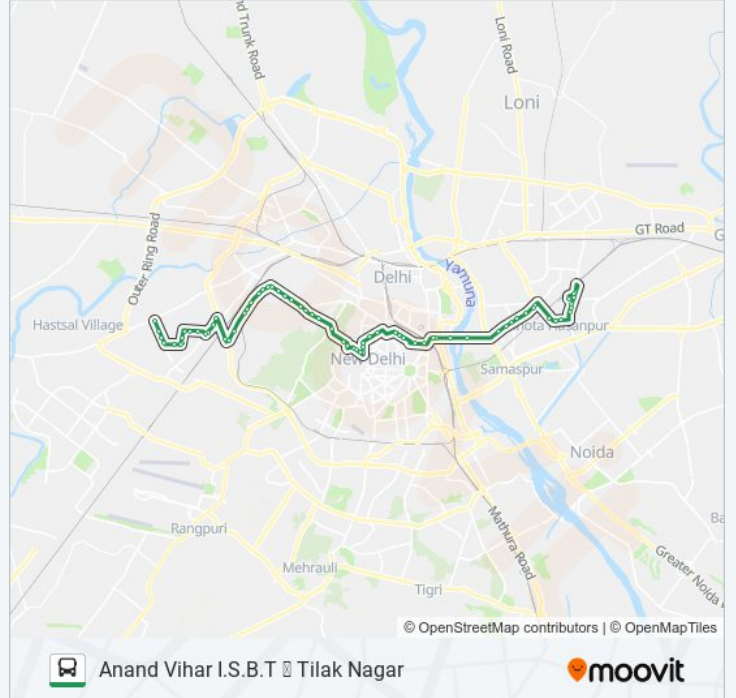 d Trunk Road
Loni Road
Loni
Outer Ring Road
GT Road
G
Delhi
Yamuna
Hastsal Village
hota Hasanpur
New Delhi
Samaspur
Noida
Rangpuri
Mathura Road
Ba
Mehrauli
Tigri
Greater Noida
© OpenStreetMap contributors | © OpenMapTiles
Anand Vihar I.S.B.T Tilak Nagar
moovit